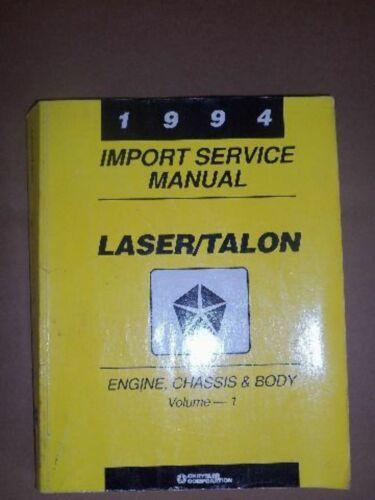 1 9 9 4
IMPORT SERVICE
MANUAL
LASER/TALON
ENGINE, CHASSIS & BODY
Volume — 1
CHRYSLER
CORPORATION